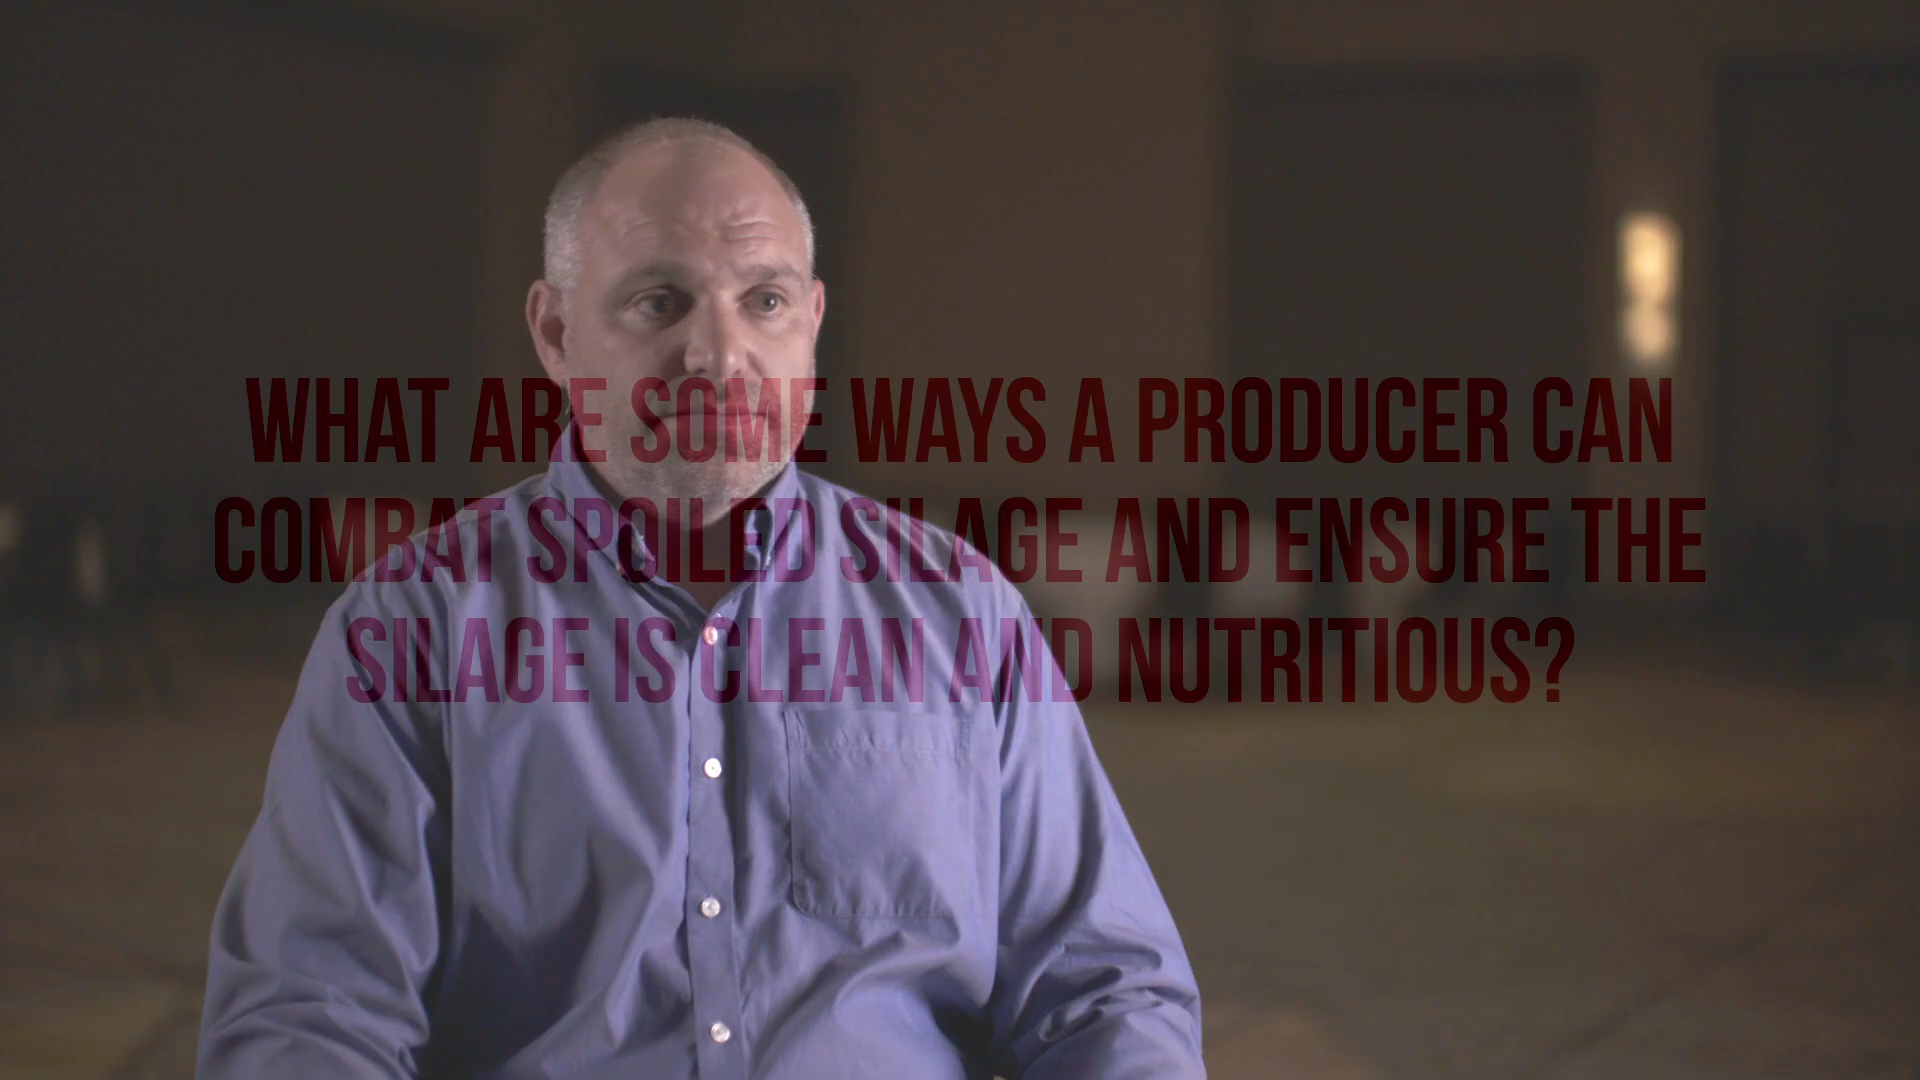 WHAT ARE SOME WAYS A PRODUCER CAN
COMBAT SPOILED SILAGE AND ENSURE THE
SILAGE IS CLEAN AND NUTRITIOUS?